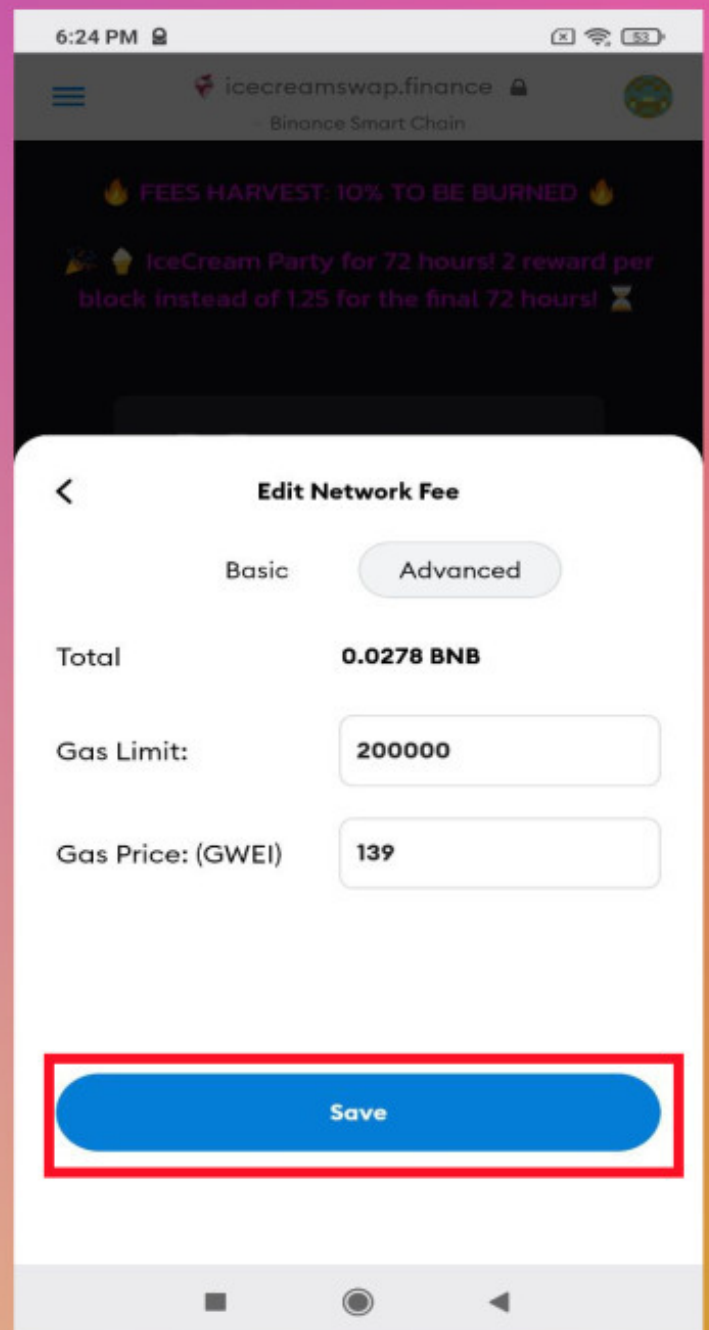 6:24 PM
53
icecreamswap.finance
Binance Smart Chain
🔥 FEES HARVEST: 10% TO BE BURNED 🔥
🎉 🍦 IceCream Party for 72 hours! 2 reward per
block instead of 1.25 for the final 72 hours! ⏳
Edit Network Fee
Basic
Advanced
Total 0.0278 BNB
Gas Limit: 200000
Gas Price: (GWEI) 139
Save